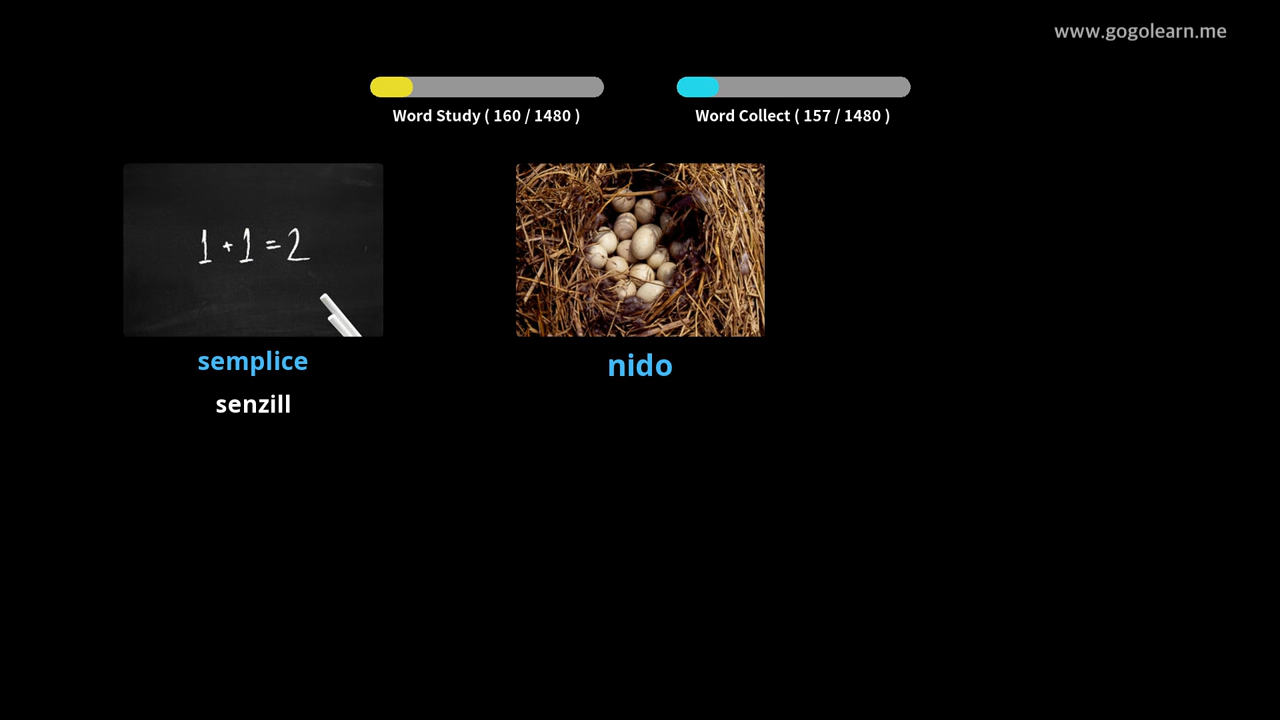 www.gogolearn.me
Word Study ( 160 / 1480 )
Word Collect ( 157 / 1480 )
1 + 1 = 2
semplice
senzill
nido